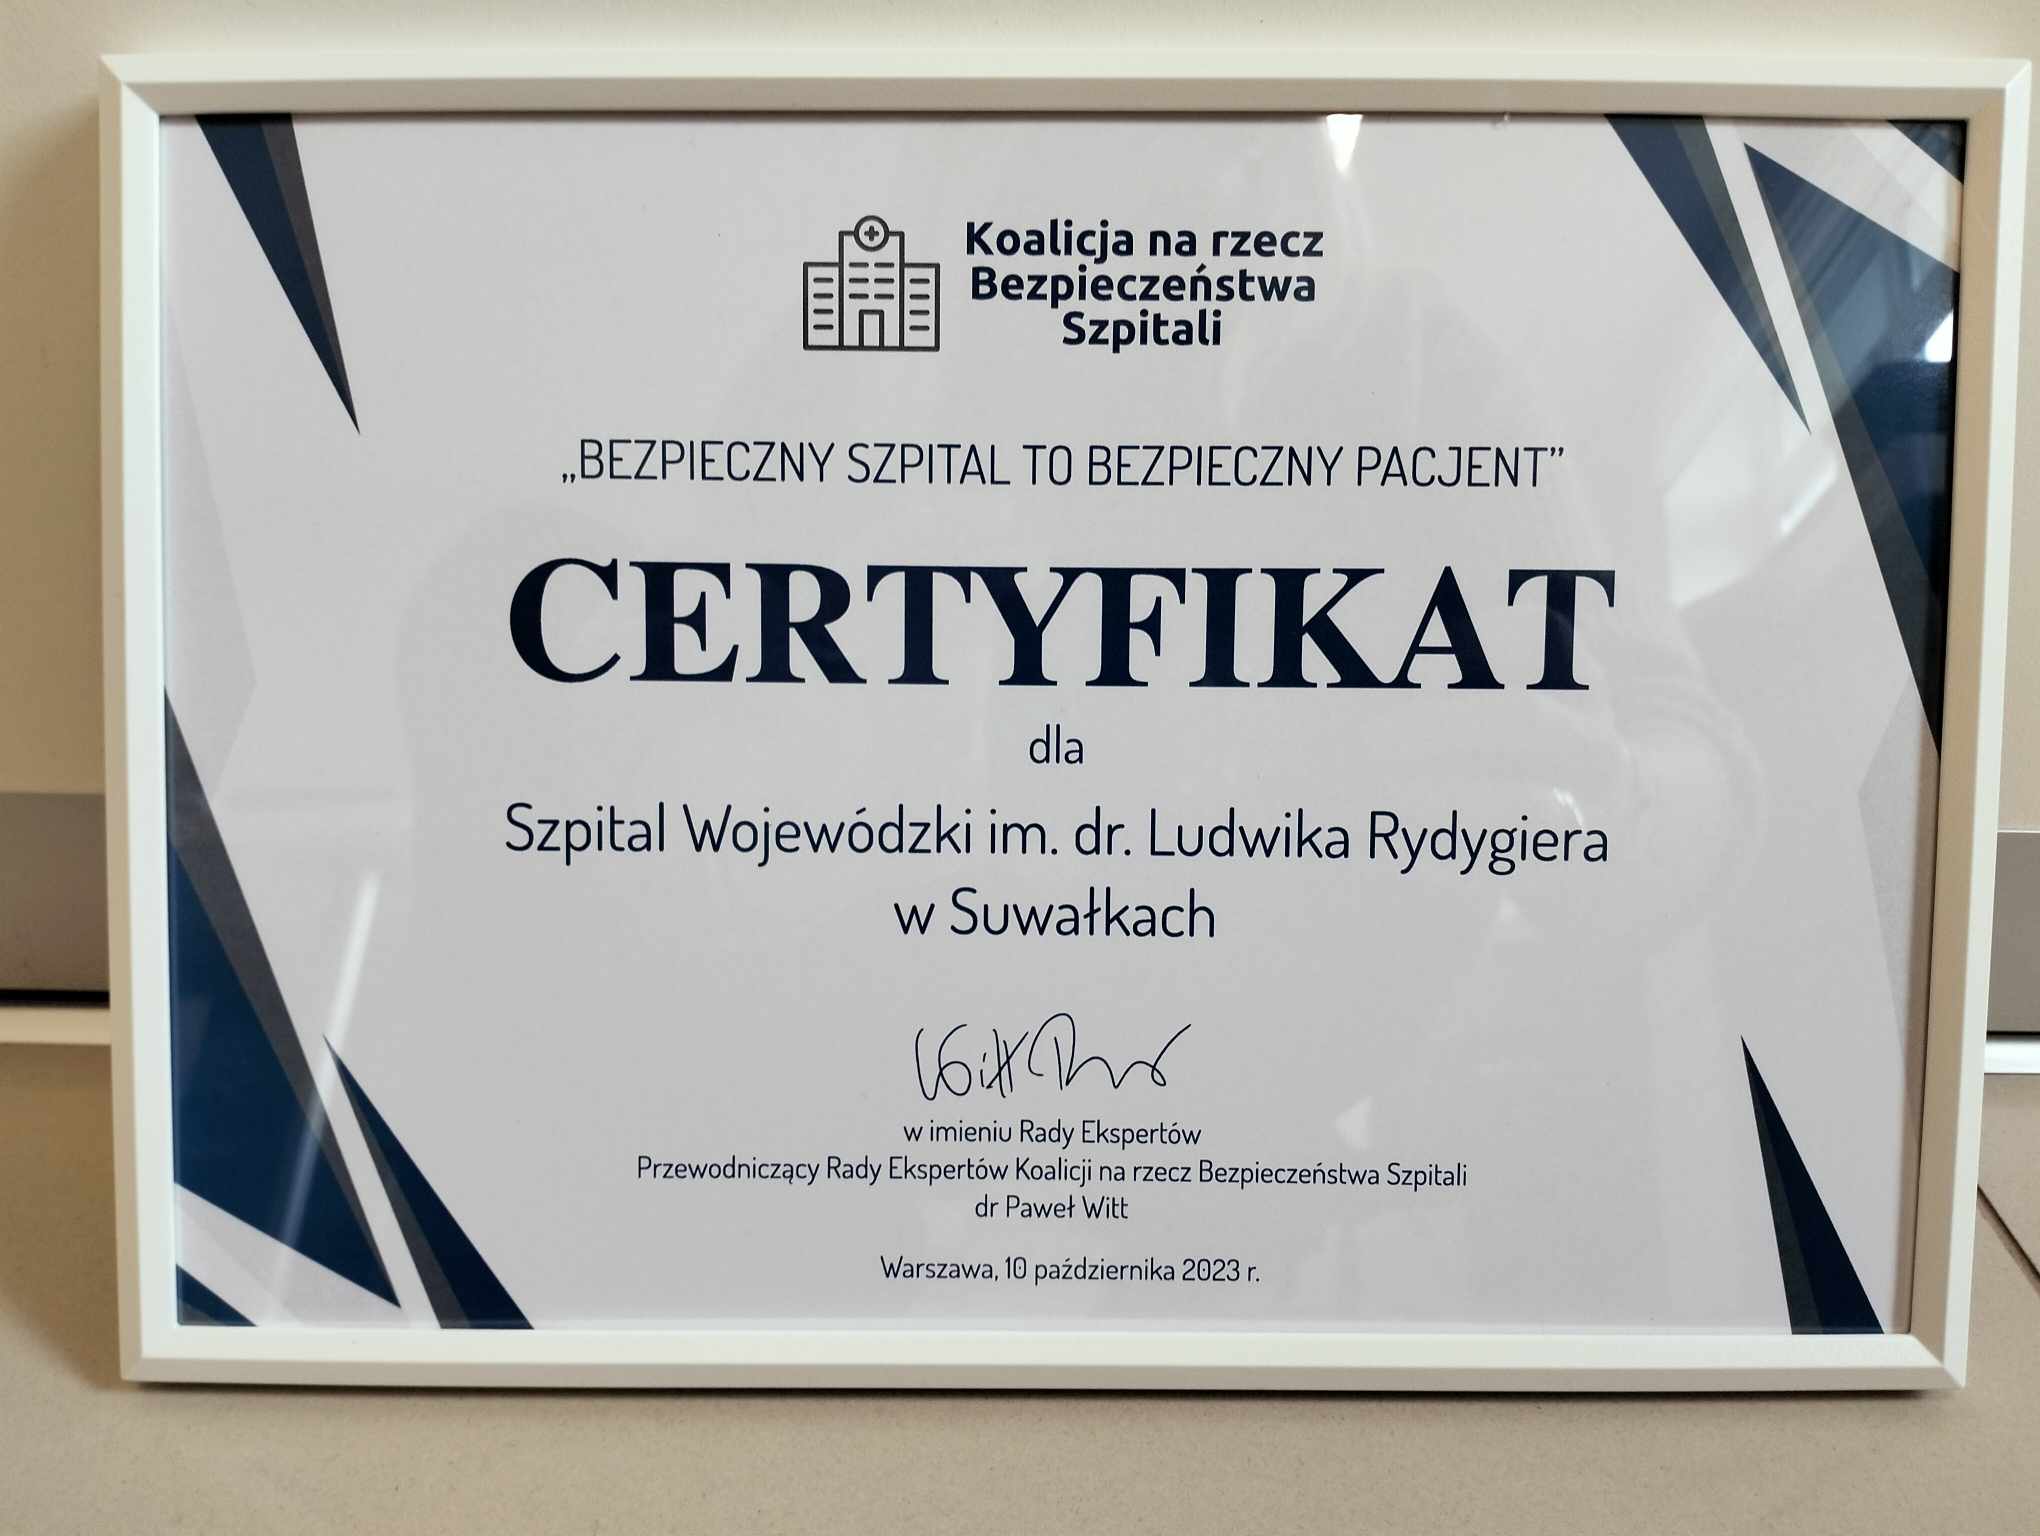 Koalicja na rzecz
Bezpieczeństwa
Szpitali
„BEZPIECZNY SZPITAL TO BEZPIECZNY PACJENT”
CERTYFIKAT
dla
Szpital Wojewódzki im. dr. Ludwika Rydygiera
w Suwałkach
Witt
w imieniu Rady Ekspertów
Przewodniczący Rady Ekspertów Koalicji na rzecz Bezpieczeństwa Szpitali
dr Paweł Witt
Warszawa, 10 października 2023 r.